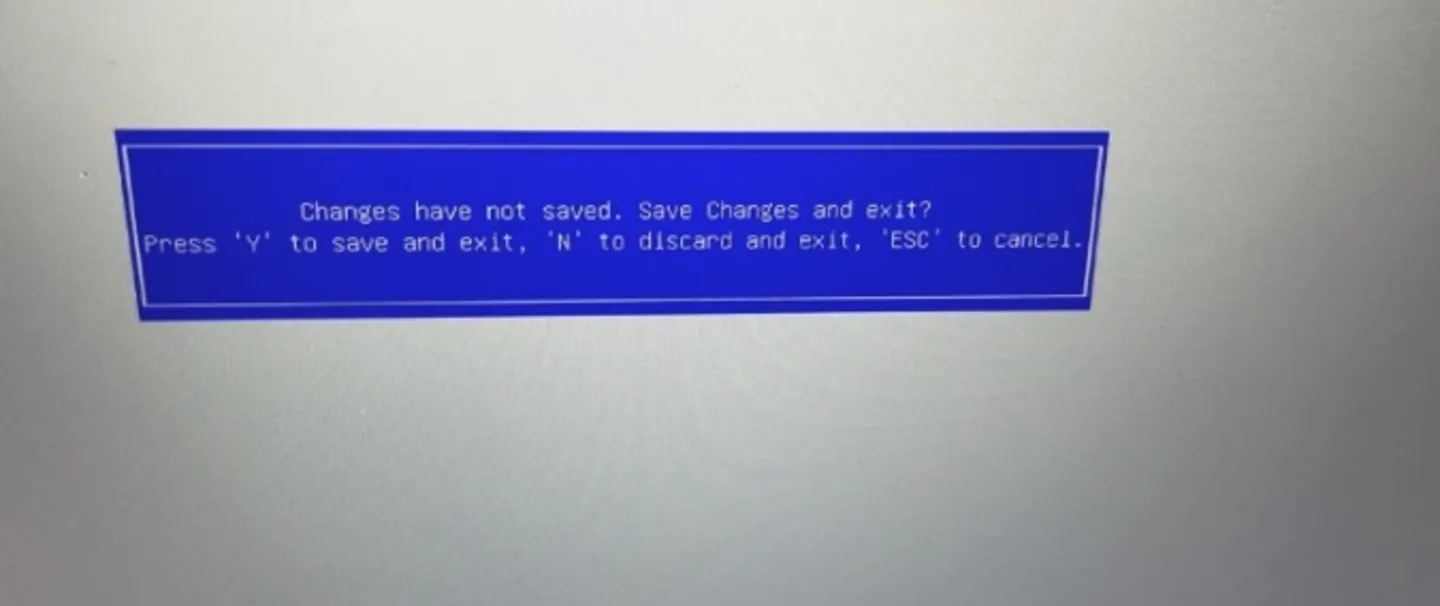 Changes have not saved. Save Changes and exit?
Press 'Y' to save and exit, 'N' to discard and exit, 'ESC' to cancel.